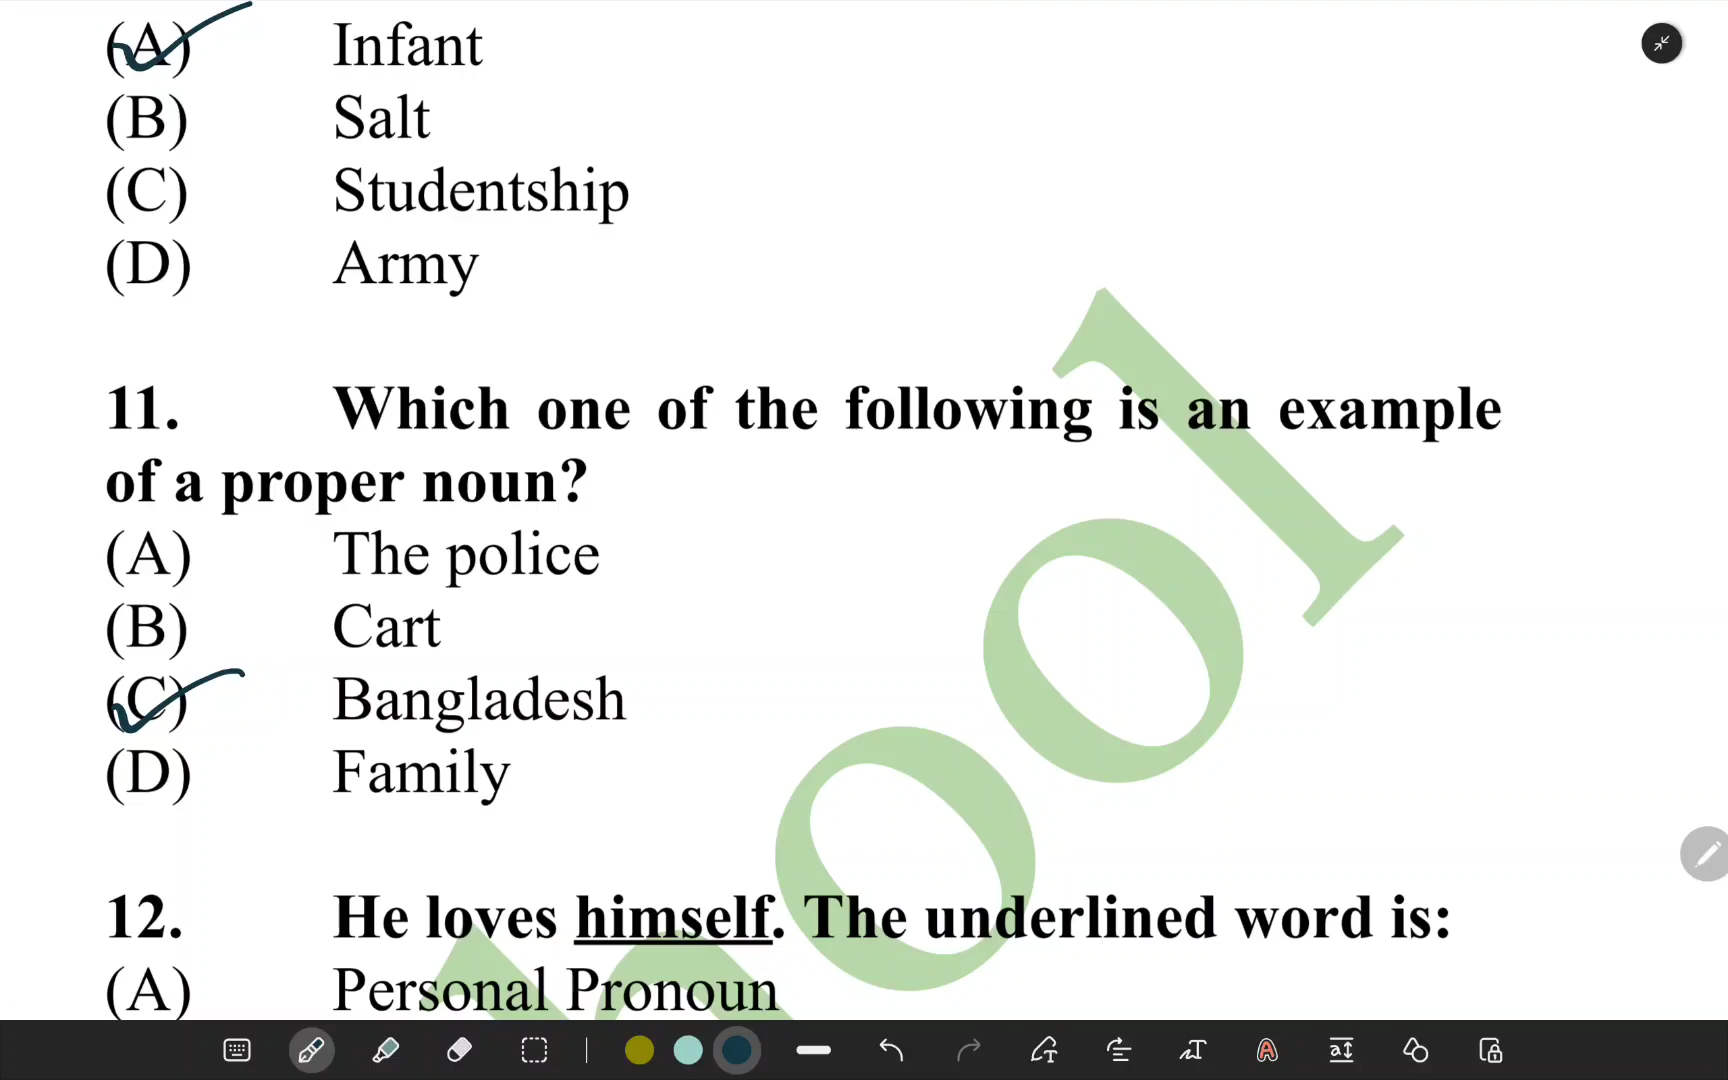 (A) Infant
(B) Salt
(C) Studentship
(D) Army
11. Which one of the following is an example
of a proper noun?
(A) The police
(B) Cart
(C) Bangladesh
(D) Family
12. He loves himself. The underlined word is:
(A) Personal Pronoun
ool